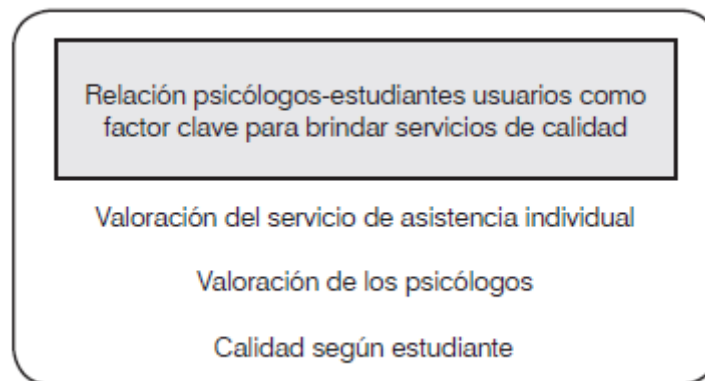 Relación psicólogos-estudiantes usuarios como
factor clave para brindar servicios de calidad
Valoración del servicio de asistencia individual
Valoración de los psicólogos
Calidad según estudiante